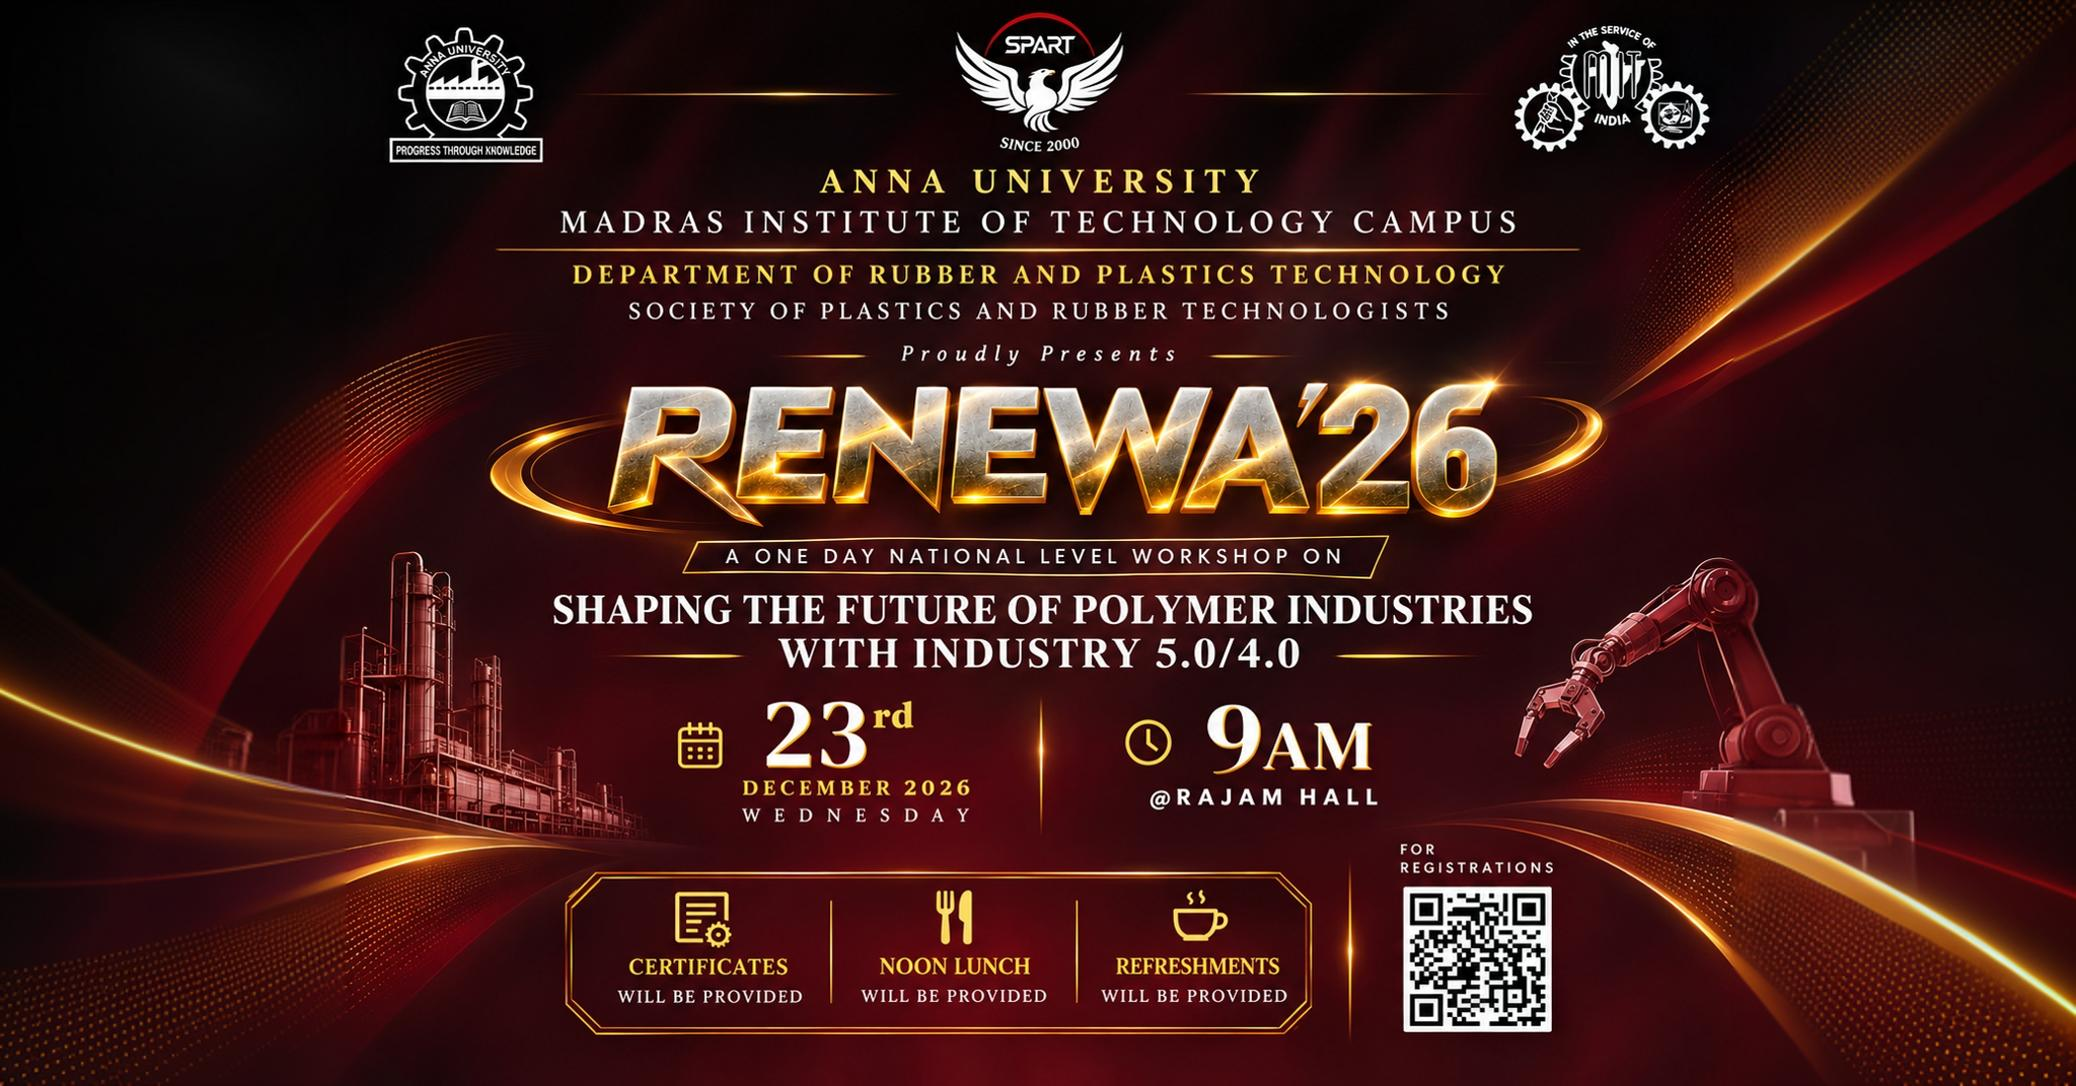 ANNA UNIVERSITY
PROGRESS THROUGH KNOWLEDGE
SPART
SINCE 2000
IN THE SERVICE OF
MIT
INDIA
ANNA UNIVERSITY
MADRAS INSTITUTE OF TECHNOLOGY CAMPUS
DEPARTMENT OF RUBBER AND PLASTICS TECHNOLOGY
SOCIETY OF PLASTICS AND RUBBER TECHNOLOGISTS
Proudly Presents
RENEWA'26
A ONE DAY NATIONAL LEVEL WORKSHOP ON
SHAPING THE FUTURE OF POLYMER INDUSTRIES
WITH INDUSTRY 5.0/4.0
23rd
DECEMBER 2026
WEDNESDAY
9AM
@RAJAM HALL
CERTIFICATES
WILL BE PROVIDED
NOON LUNCH
WILL BE PROVIDED
REFRESHMENTS
WILL BE PROVIDED
FOR
REGISTRATIONS